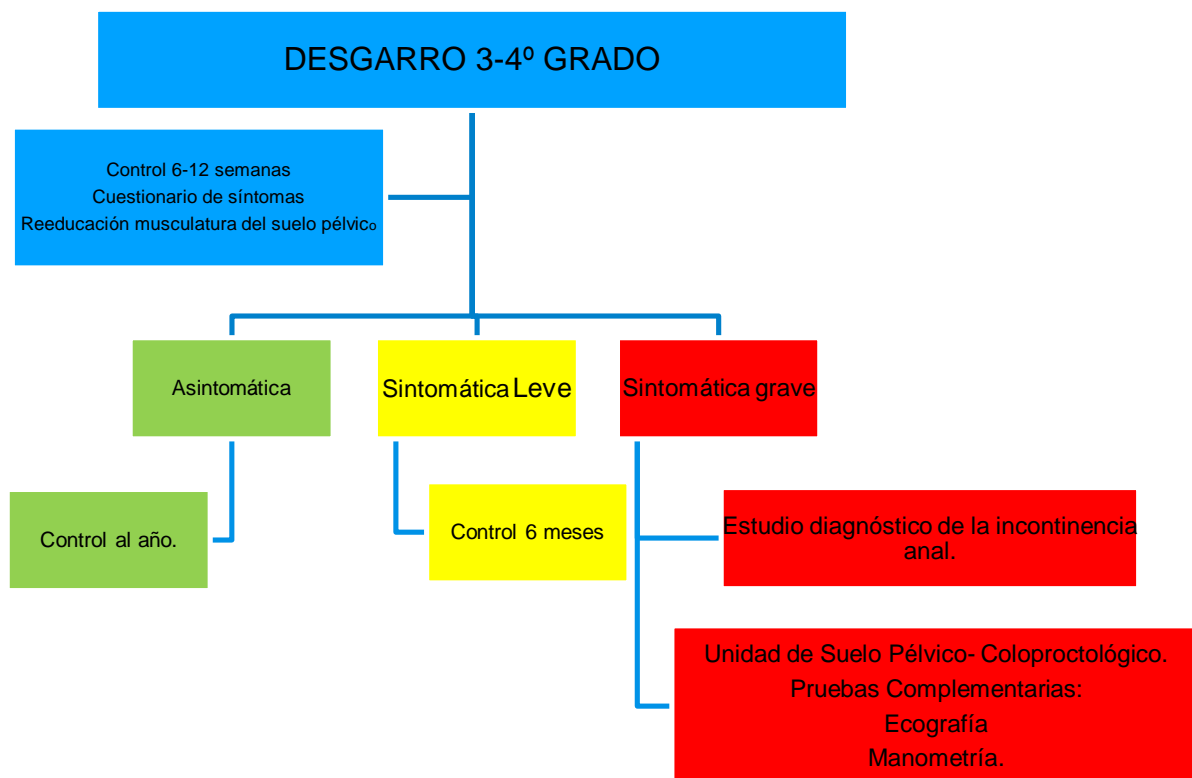 DESGARRO 3-4º GRADO
Control 6-12 semanas
Cuestionario de síntomas
Reeducación musculatura del suelo pélvico
Asintomática
Sintomática Leve
Sintomática grave
Control al año.
Control 6 meses
Estudio diagnóstico de la incontinencia
anal.
Unidad de Suelo Pélvico- Coloproctológico.
Pruebas Complementarias:
Ecografía
Manometría.